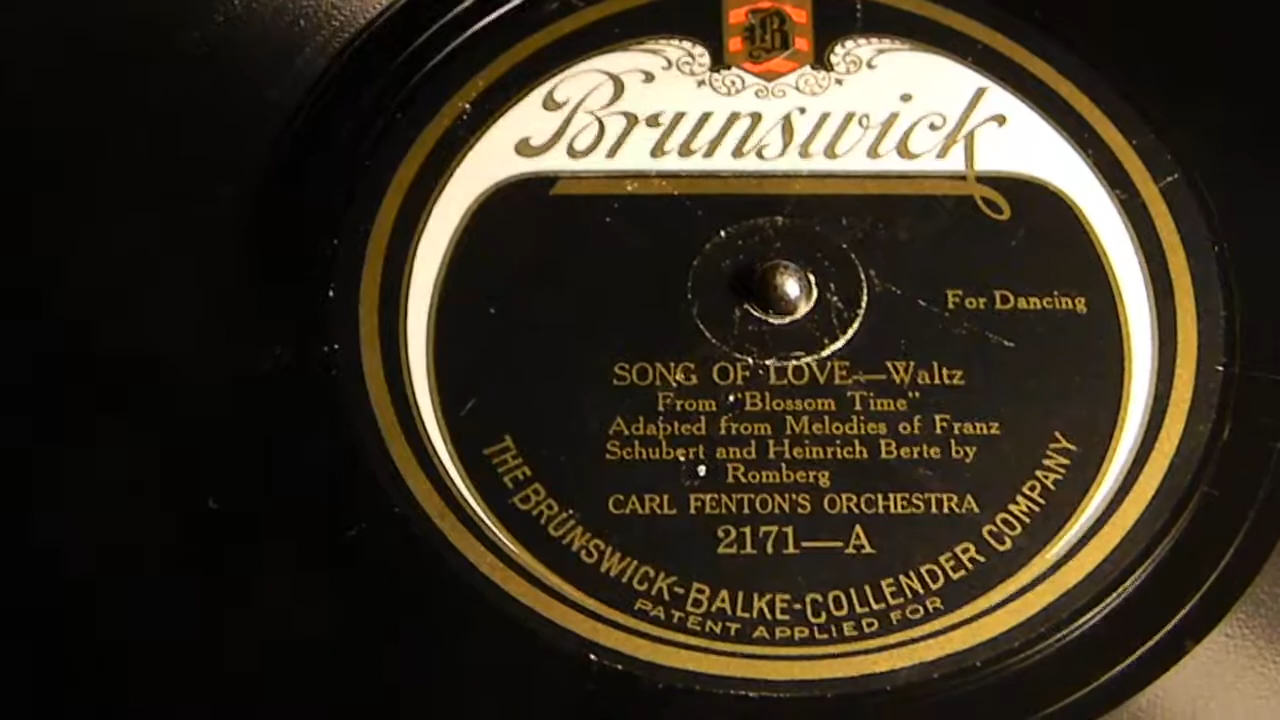 B
Brunswick
For Dancing
SONG OF LOVE—Waltz
From "Blossom Time"
Adapted from Melodies of Franz
Schubert and Heinrich Berte by
Romberg
CARL FENTON'S ORCHESTRA
2171—A
THE BRUNSWICK-BALKE-COLLENDER COMPANY
PATENT APPLIED FOR